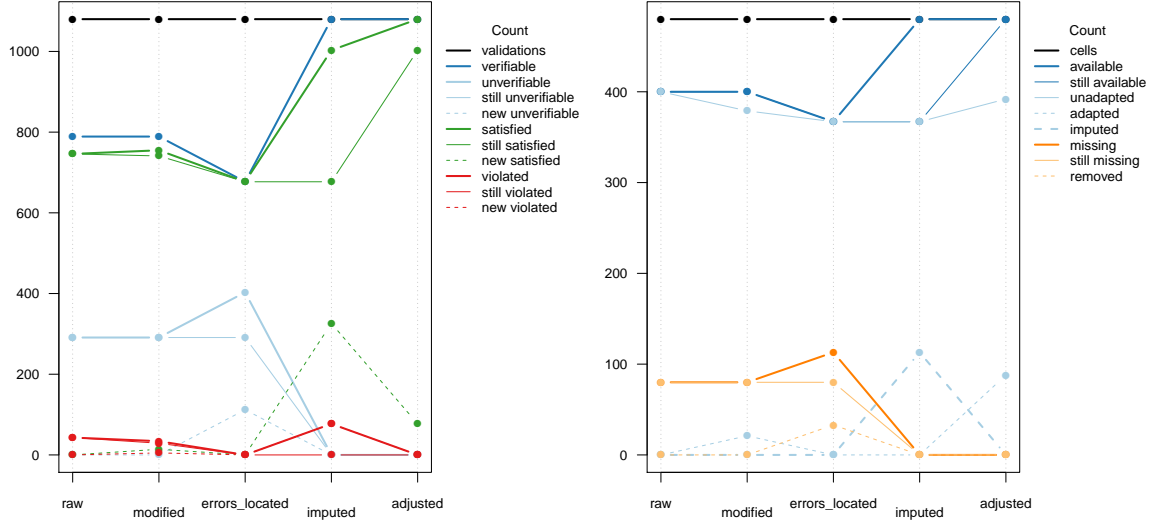 Count
validations
verifiable
unverifiable
still unverifiable
new unverifiable
satisfied
still satisfied
new satisfied
violated
still violated
new violated
1000
800
600
400
200
0
raw
modified
errors_located
imputed
adjusted
Count
cells
available
still available
unadapted
adapted
imputed
missing
still missing
removed
400
300
200
100
0
raw
modified
errors_located
imputed
adjusted